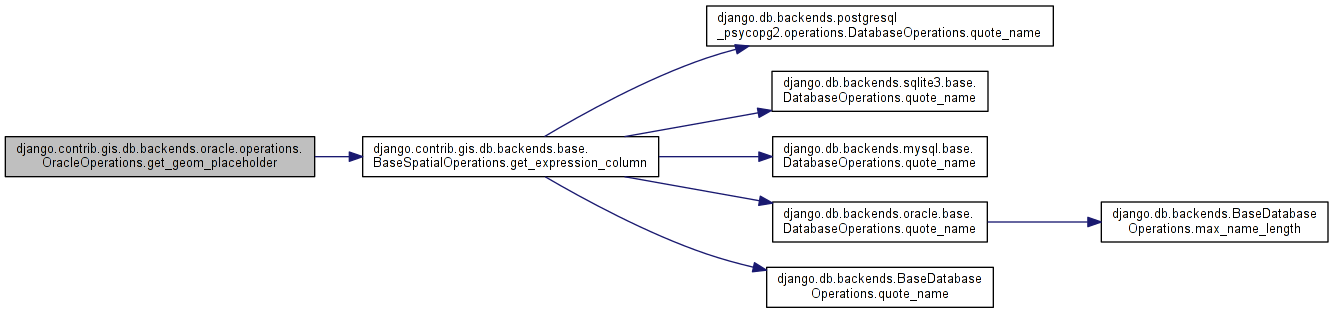 django.contrib.gis.db.backends.oracle.operations.
OracleOperations.get_geom_placeholder
django.contrib.gis.db.backends.base.
BaseSpatialOperations.get_expression_column
django.db.backends.postgresql
_psycopg2.operations.DatabaseOperations.quote_name
django.db.backends.sqlite3.base.
DatabaseOperations.quote_name
django.db.backends.mysql.base.
DatabaseOperations.quote_name
django.db.backends.oracle.base.
DatabaseOperations.quote_name
django.db.backends.BaseDatabase
Operations.quote_name
django.db.backends.BaseDatabase
Operations.max_name_length